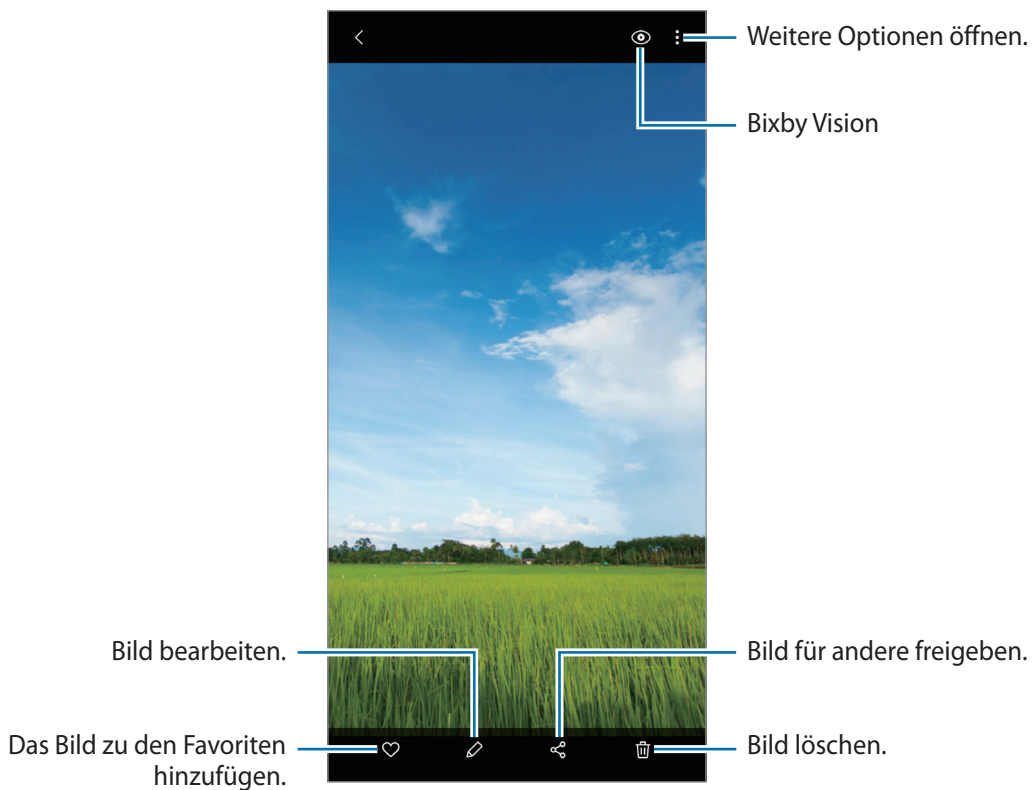 Weitere Optionen öffnen.
Bixby Vision
Bild bearbeiten.
Bild für andere freigeben.
Das Bild zu den Favoriten
hinzufügen.
Bild löschen.